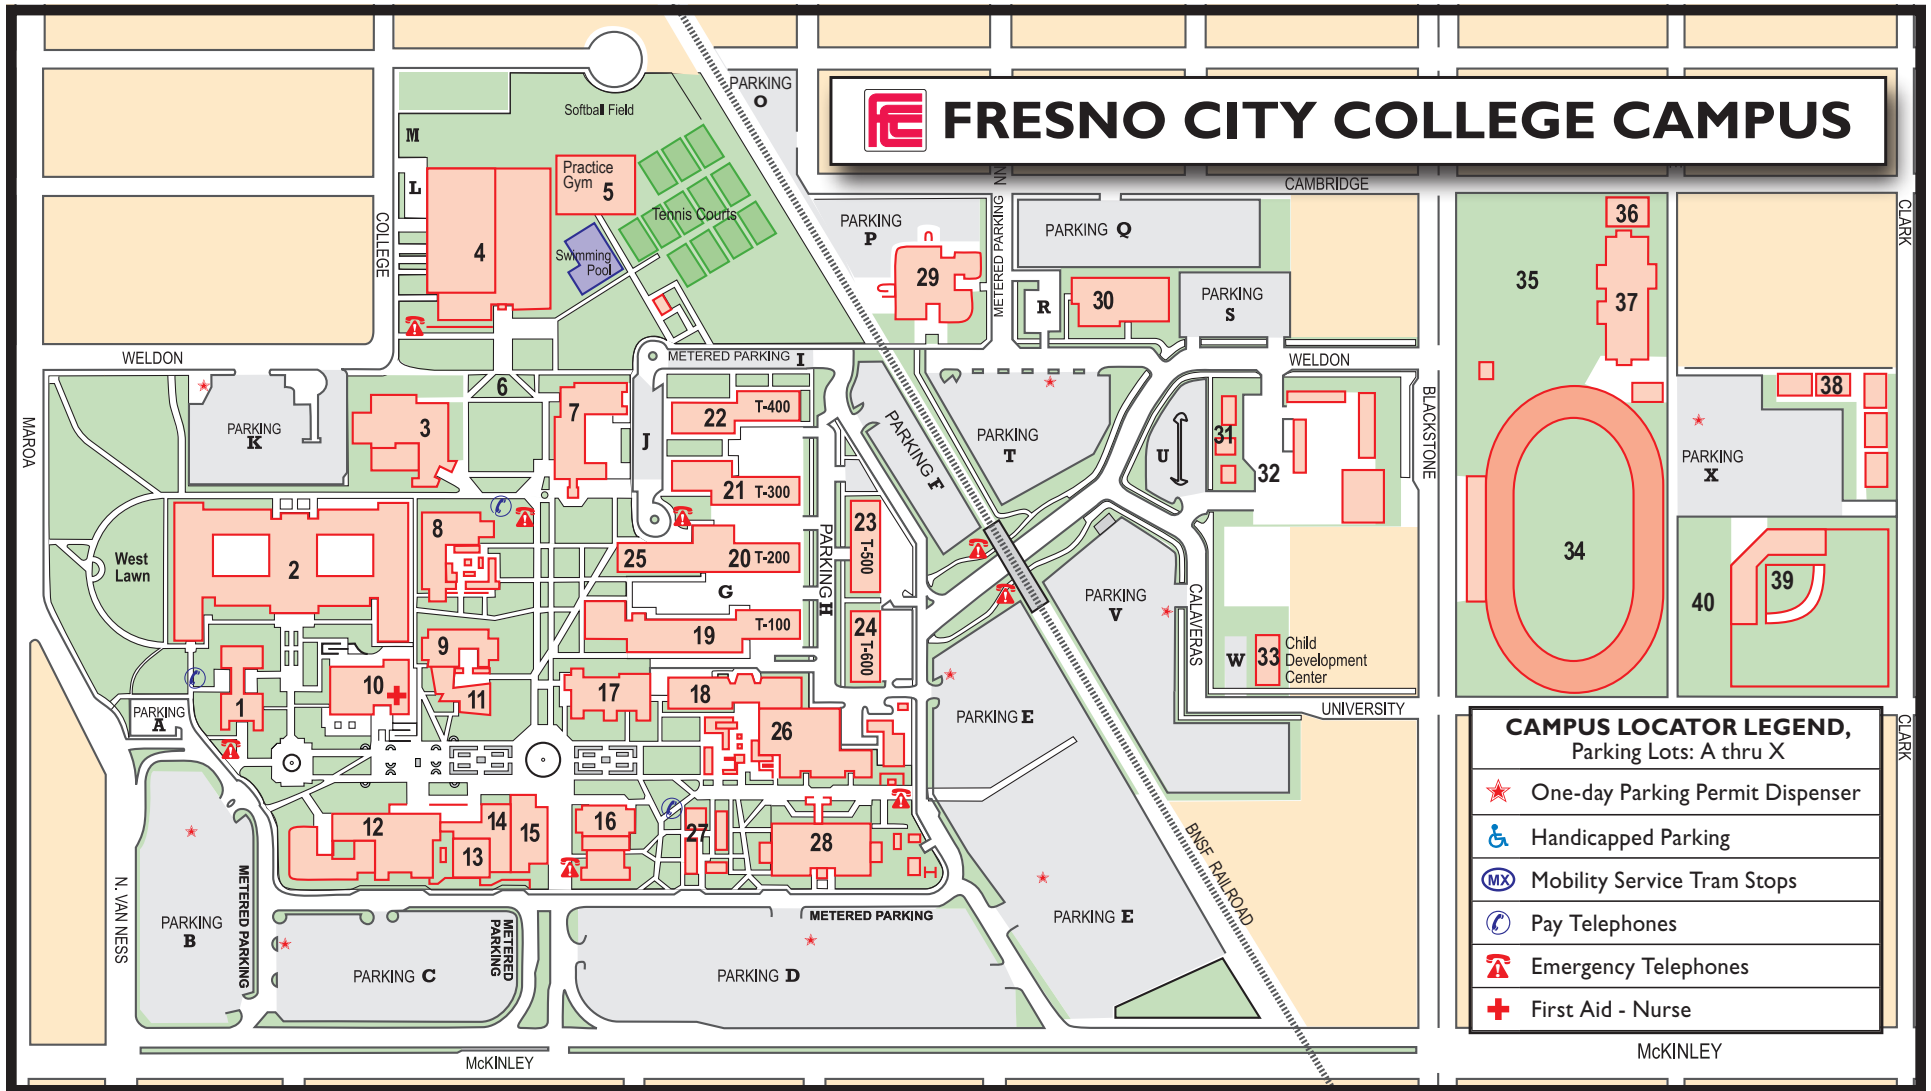 FCC FRESNO CITY COLLEGE CAMPUS
Softball Field
PARKING
O
M
L
Practice
Gym 5
Tennis Courts
Swimming
Pool
4
COLLEGE
PARKING
P
29
METERED PARKING NN
PARKING Q
CAMBRIDGE
R
30
PARKING
S
35
36
37
CLARK
WELDON
METERED PARKING I
WELDON
MAROA
PARKING
K
3
6
7
J
22 T-400
21 T-300
PARKING F
PARKING
T
U
31
32
BLACKSTONE
PARKING
X
38
West
Lawn
2
8
25
20 T-200
G
19 T-100
PARKING H
23
T-500
24
T-600
PARKING
V
CALAVERAS
34
39
40
W
33
Child
Development
Center
UNIVERSITY
1
PARKING
A
10
9
11
17
18
26
PARKING E
12
13
14
15
16
27
28
PARKING
B
METERED PARKING
N. VAN NESS
PARKING C
METERED
PARKING
METERED PARKING
PARKING D
PARKING E
BNSF RAILROAD
McKINLEY
McKINLEY
CLARK
CAMPUS LOCATOR LEGEND,
Parking Lots: A thru X
One-day Parking Permit Dispenser
Handicapped Parking
MX Mobility Service Tram Stops
Pay Telephones
Emergency Telephones
First Aid - Nurse